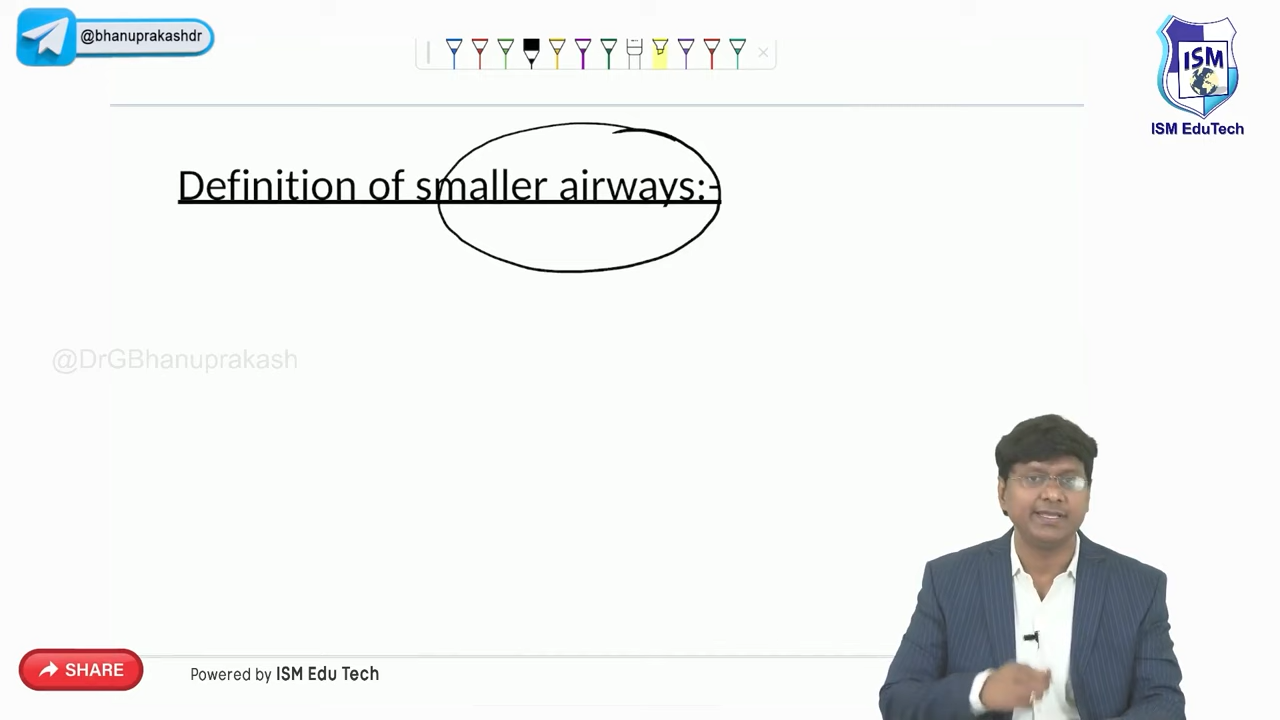 @bhanuprakashdr
ISM
ISM EduTech
Definition of smaller airways:-
@DrGBhanuprakash
SHARE
Powered by ISM Edu Tech